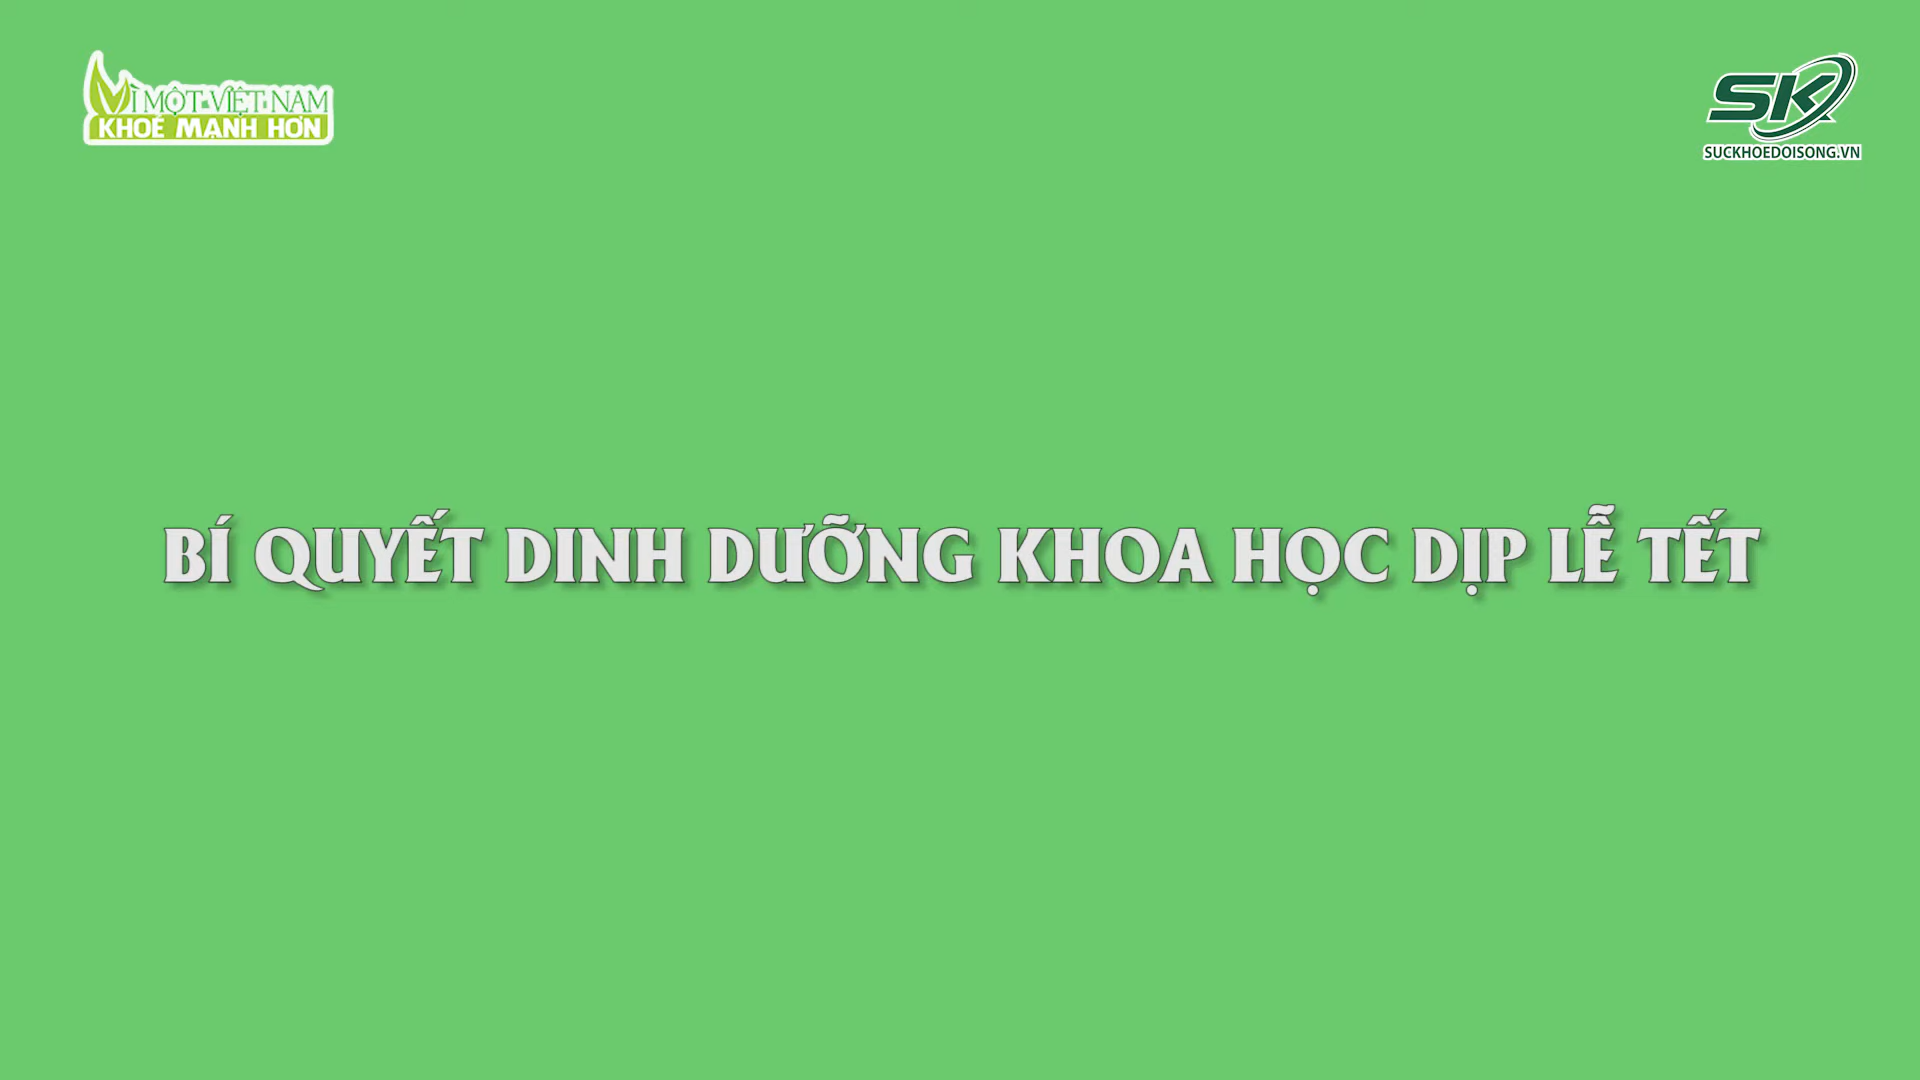 VÌ MỘT VIỆT NAM
KHOẺ MẠNH HƠN
SK
SUCKHOEDOISONG.VN
BÍ QUYẾT DINH DƯỠNG KHOA HỌC DỊP LỄ TẾT